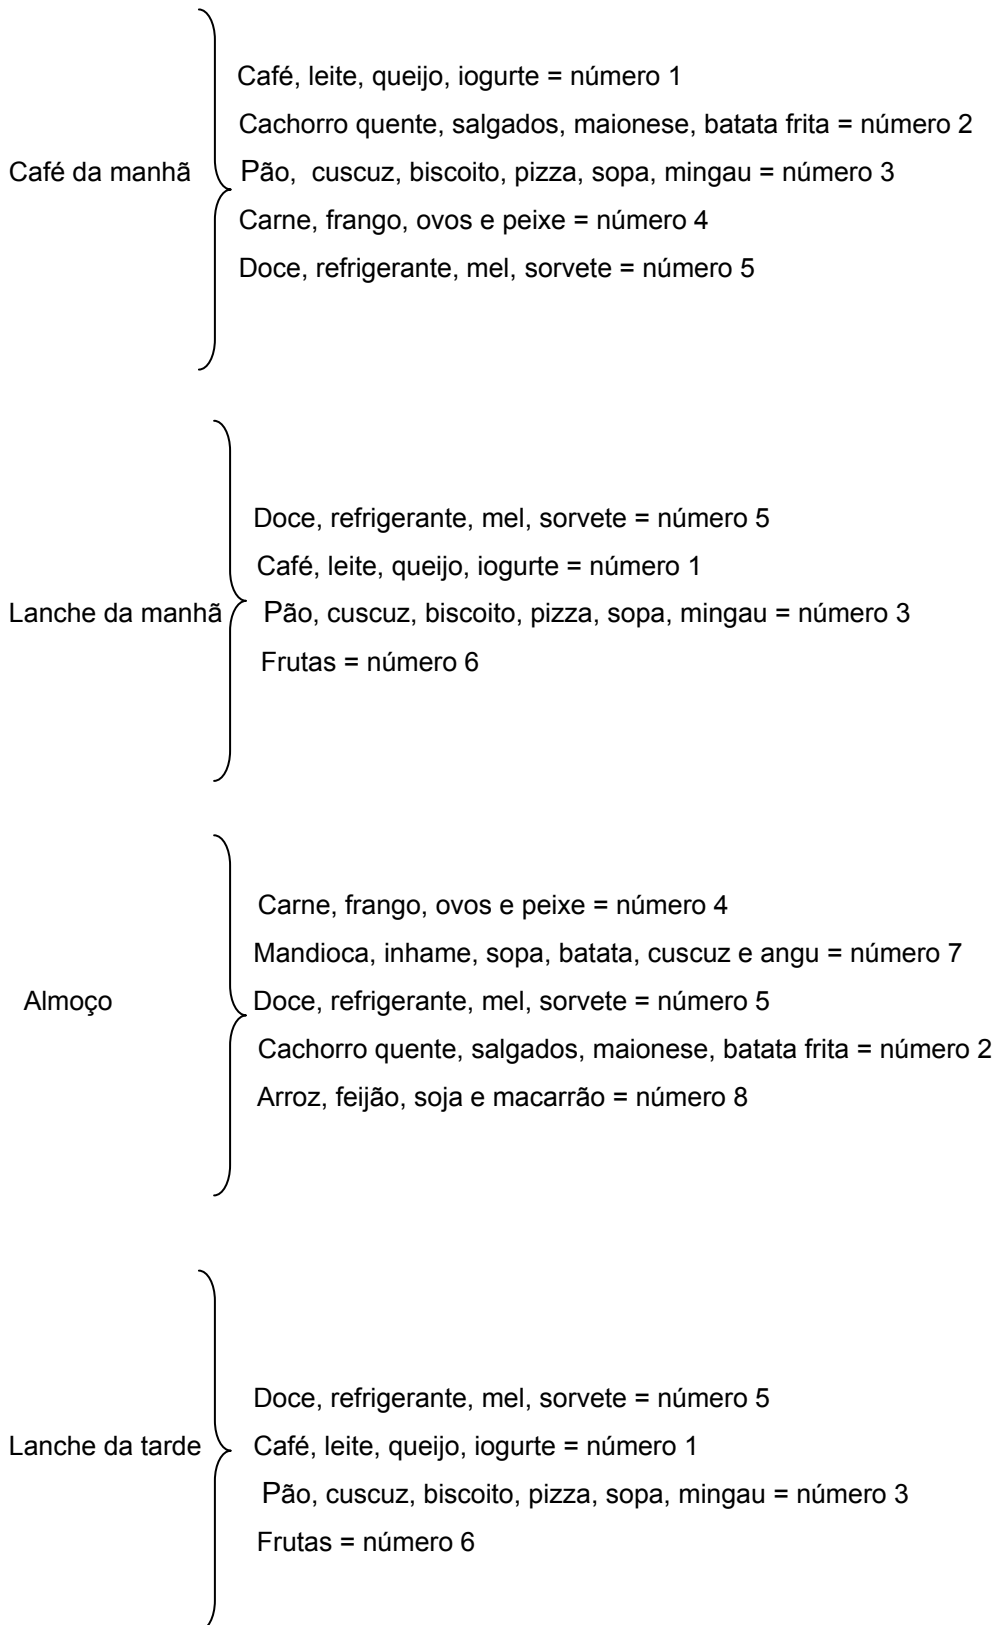 Café, leite, queijo, iogurte = número 1
Cachorro quente, salgados, maionese, batata frita = número 2
Café da manhã Pão, cuscuz, biscoito, pizza, sopa, mingau = número 3
Carne, frango, ovos e peixe = número 4
Doce, refrigerante, mel, sorvete = número 5
Doce, refrigerante, mel, sorvete = número 5
Café, leite, queijo, iogurte = número 1
Lanche da manhã Pão, cuscuz, biscoito, pizza, sopa, mingau = número 3
Frutas = número 6
Carne, frango, ovos e peixe = número 4
Mandioca, inhame, sopa, batata, cuscuz e angu = número 7
Almoço Doce, refrigerante, mel, sorvete = número 5
Cachorro quente, salgados, maionese, batata frita = número 2
Arroz, feijão, soja e macarrão = número 8
Doce, refrigerante, mel, sorvete = número 5
Lanche da tarde Café, leite, queijo, iogurte = número 1
Pão, cuscuz, biscoito, pizza, sopa, mingau = número 3
Frutas = número 6